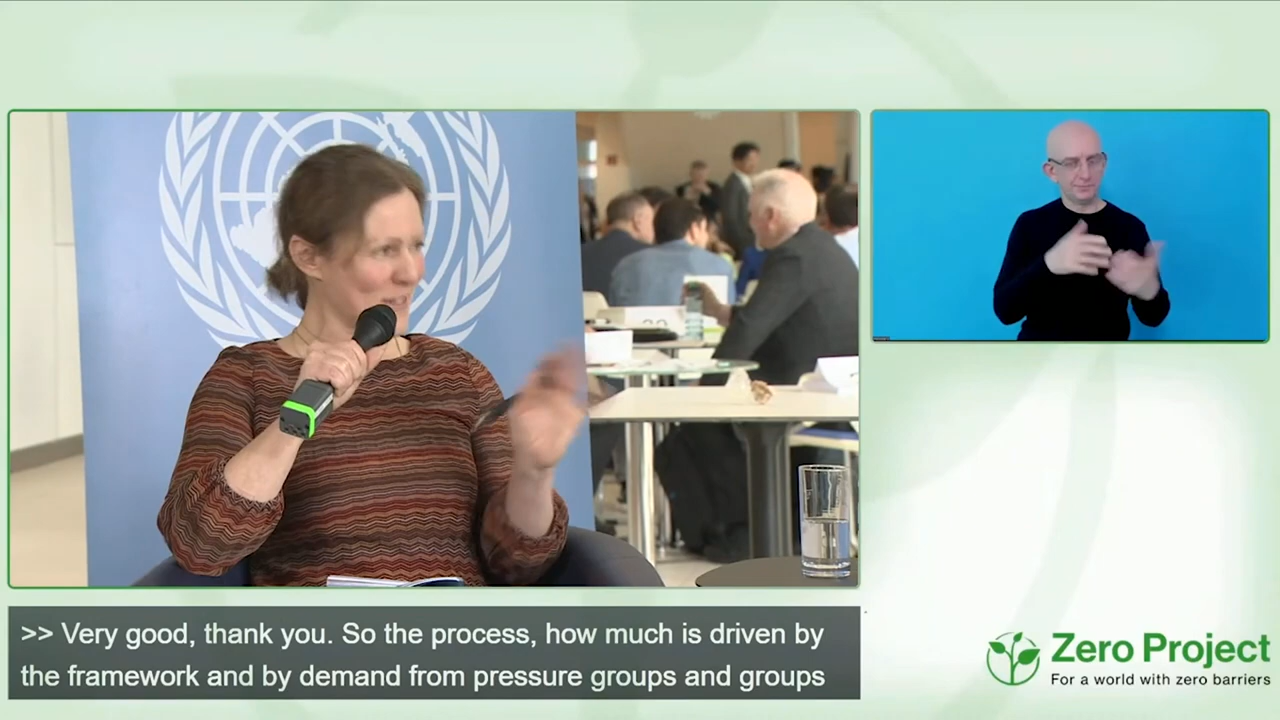 >> Very good, thank you. So the process, how much is driven by
the framework and by demand from pressure groups and groups
Zero Project
For a world with zero barriers